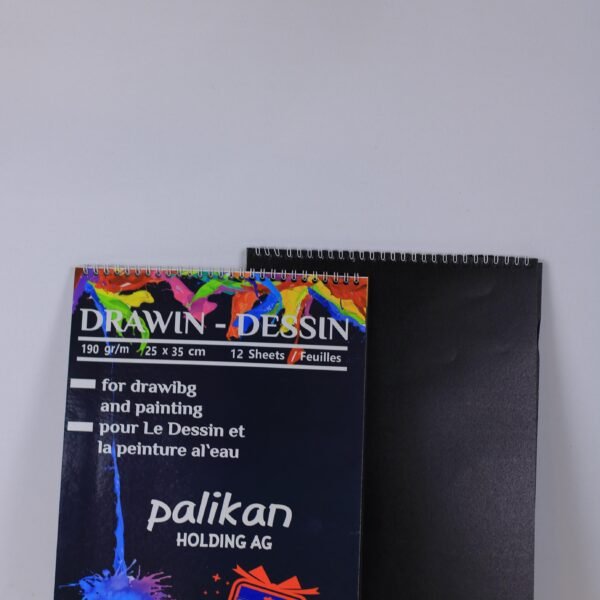 DRAWIN - DESSIN
190 gr/m 25 x 35 cm 12 Sheets / Feuilles
for drawibg
and painting
pour Le Dessin et
la peinture al'eau
palikan
HOLDING AG